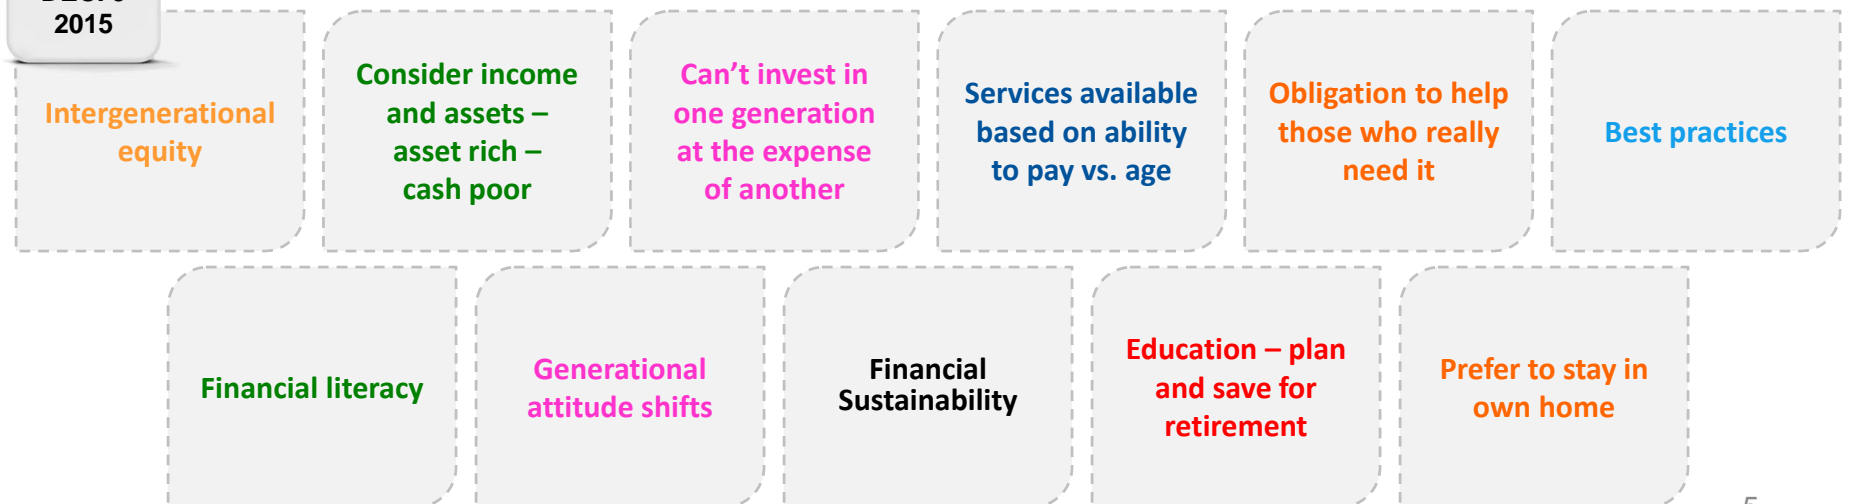 2015
Intergenerational
equity
Consider income
and assets –
asset rich –
cash poor
Can’t invest in
one generation
at the expense
of another
Services available
based on ability
to pay vs. age
Obligation to help
those who really
need it
Best practices
Financial literacy
Generational
attitude shifts
Financial
Sustainability
Education – plan
and save for
retirement
Prefer to stay in
own home